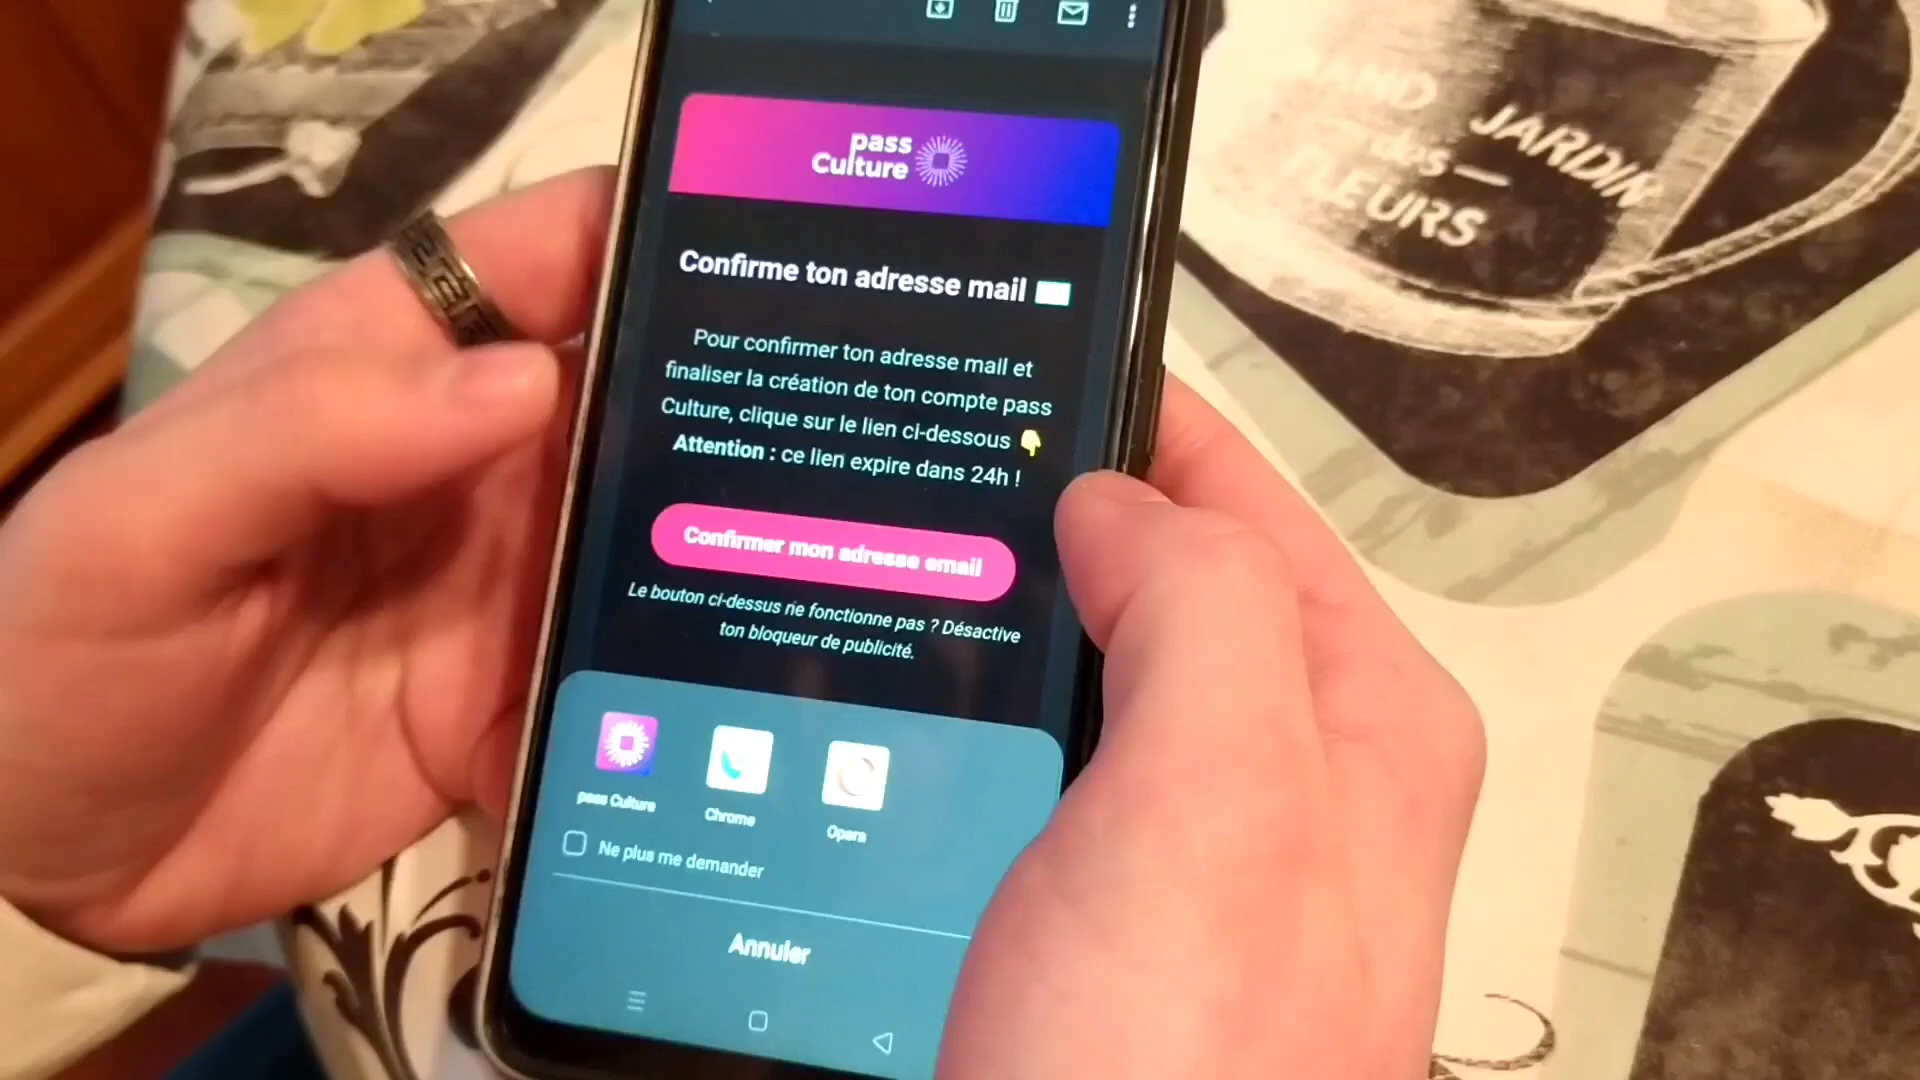 pass
Culture
Confirme ton adresse mail
Pour confirmer ton adresse mail et
finaliser la création de ton compte pass
Culture, clique sur le lien ci-dessous 👇
Attention : ce lien expire dans 24h !
Confirmer mon adresse email
Le bouton ci-dessus ne fonctionne pas ? Désactive
ton bloqueur de publicité.
pass Culture
Chrome
Opera
Ne plus me demander
Annuler
JARDIN
des —